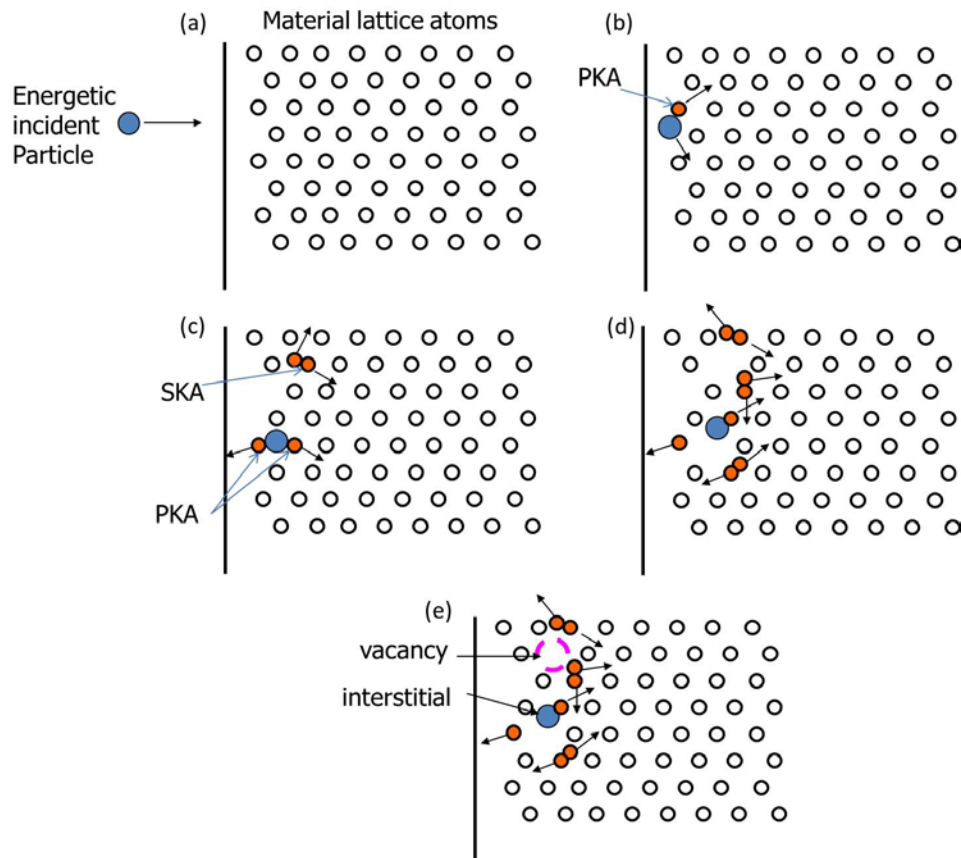 (a)
Material lattice atoms
Energetic
incident
Particle
(b)
PKA
(c)
SKA
PKA
(d)
(e)
vacancy
interstitial